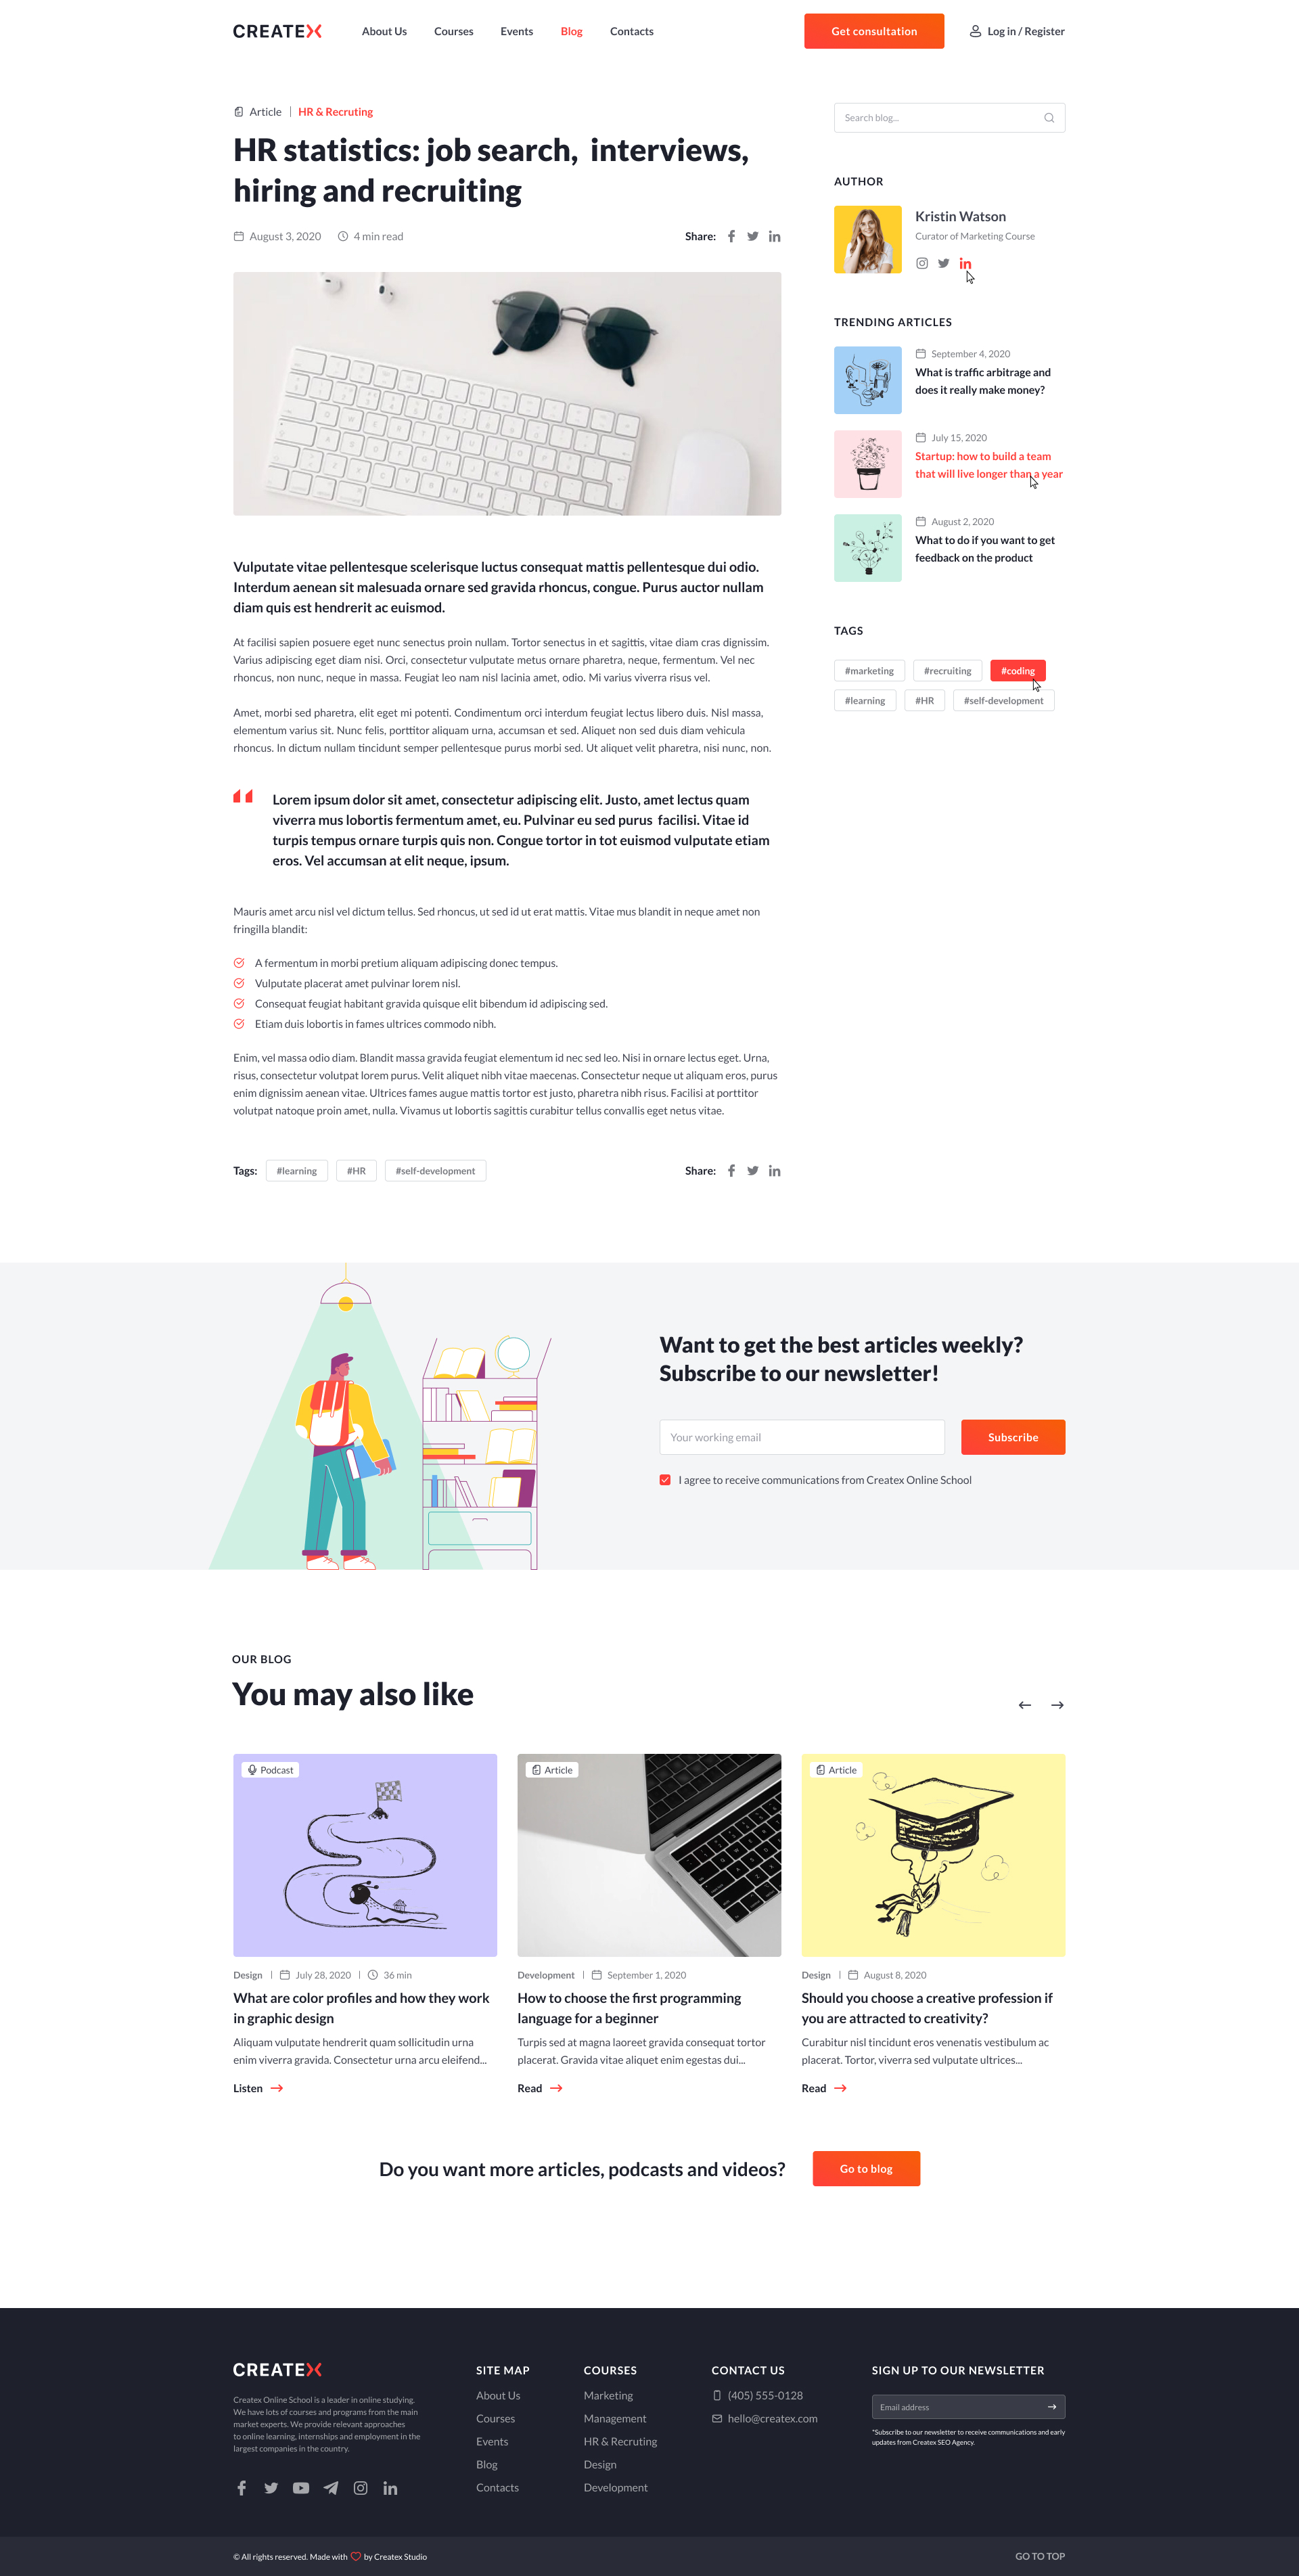 CREATEX
About Us
Courses
Events
Blog
Contacts
Get consultation
Log in / Register
Article
HR & Recruting
HR statistics: job search, interviews,
hiring and recruiting
August 3, 2020
4 min read
Share:
Vulputate vitae pellentesque scelerisque luctus consequat mattis pellentesque dui odio.
Interdum aenean sit malesuada ornare sed gravida rhoncus, congue. Purus auctor nullam
diam quis est hendrerit ac euismod.
At facilisi sapien posuere eget nunc senectus proin nullam. Tortor senectus in et sagittis, vitae diam cras dignissim.
Varius adipiscing eget diam nisi. Orci, consectetur vulputate metus ornare pharetra, neque, fermentum. Vel nec
rhoncus, non nunc, neque in massa. Feugiat leo nam nisl lacinia amet, odio. Mi varius viverra risus vel.
Amet, morbi sed pharetra, elit eget mi potenti. Condimentum orci interdum feugiat lectus libero duis. Nisl massa,
elementum varius sit. Nunc felis, porttitor aliquam urna, accumsan et sed. Aliquet non sed duis diam vehicula
rhoncus. In dictum nullam tincidunt semper pellentesque purus morbi sed. Ut aliquet velit pharetra, nisi nunc, non.
Lorem ipsum dolor sit amet, consectetur adipiscing elit. Justo, amet lectus quam
viverra mus lobortis fermentum amet, eu. Pulvinar eu sed purus facilisi. Vitae id
turpis tempus ornare turpis quis non. Congue tortor in tot euismod vulputate etiam
eros. Vel accumsan at elit neque, ipsum.
Mauris amet arcu nisl vel dictum tellus. Sed rhoncus, ut sed id ut erat mattis. Vitae mus blandit in neque amet non
fringilla blandit:
A fermentum in morbi pretium aliquam adipiscing donec tempus.
Vulputate placerat amet pulvinar lorem nisl.
Consequat feugiat habitant gravida quisque elit bibendum id adipiscing sed.
Etiam duis lobortis in fames ultrices commodo nibh.
Enim, vel massa odio diam. Blandit massa gravida feugiat elementum id nec sed leo. Nisi in ornare lectus eget. Urna,
risus, consectetur volutpat lorem purus. Velit aliquet nibh vitae maecenas. Consectetur neque ut aliquam eros, purus
enim dignissim aenean vitae. Ultrices fames augue mattis tortor est justo, pharetra nibh risus. Facilisi at porttitor
volutpat natoque proin amet, nulla. Vivamus ut lobortis sagittis curabitur tellus convallis eget netus vitae.
Tags:
#learning
#HR
#self-development
Share:
Search blog...
AUTHOR
Kristin Watson
Curator of Marketing Course
TRENDING ARTICLES
September 4, 2020
What is traffic arbitrage and
does it really make money?
July 15, 2020
Startup: how to build a team
that will live longer than a year
August 2, 2020
What to do if you want to get
feedback on the product
TAGS
#marketing
#recruiting
#coding
#learning
#HR
#self-development
Want to get the best articles weekly?
Subscribe to our newsletter!
Your working email
Subscribe
I agree to receive communications from Createx Online School
OUR BLOG
You may also like
Podcast
Design
July 28, 2020
36 min
What are color profiles and how they work
in graphic design
Aliquam vulputate hendrerit quam sollicitudin urna
enim viverra gravida. Consectetur urna arcu eleifend...
Listen
Article
Development
September 1, 2020
How to choose the first programming
language for a beginner
Turpis sed at magna laoreet gravida consequat tortor
placerat. Gravida vitae aliquet enim egestas dui...
Read
Article
Design
August 8, 2020
Should you choose a creative profession if
you are attracted to creativity?
Curabitur nisl tincidunt eros venenatis vestibulum ac
placerat. Tortor, viverra sed vulputate ultrices...
Read
Do you want more articles, podcasts and videos?
Go to blog
CREATEX
Createx Online School is a leader in online studying.
We have lots of courses and programs from the main
market experts. We provide relevant approaches
to online learning, internships and employment in the
largest companies in the country.
SITE MAP
About Us
Courses
Events
Blog
Contacts
COURSES
Marketing
Management
HR & Recruting
Design
Development
CONTACT US
(405) 555-0128
hello@createx.com
SIGN UP TO OUR NEWSLETTER
Email address
*Subscribe to our newsletter to receive communications and early
updates from Createx SEO Agency.
© All rights reserved. Made with
by Createx Studio
GO TO TOP